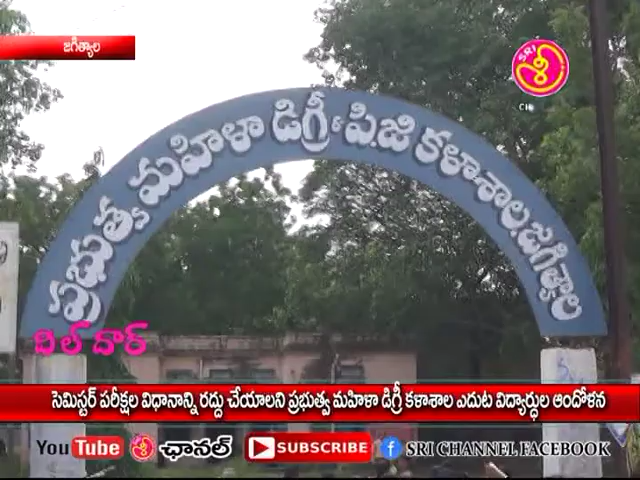 జగిత్యాల
SRI
శ్రీ
ప్రభుత్వ మహిళా డిగ్రీ & పి.జి కళాశాల జగిత్యాల
విల్ దార్
సెమిస్టర్ పరీక్షల విధానాన్ని రద్దు చేయాలని ప్రభుత్వ మహిళా డిగ్రీ కళాశాల ఎదుట విద్యార్థుల ఆందోళన
YouTube శ్రీ ఛానల్ SUBSCRIBE f SRI CHANNEL FACEBOOK